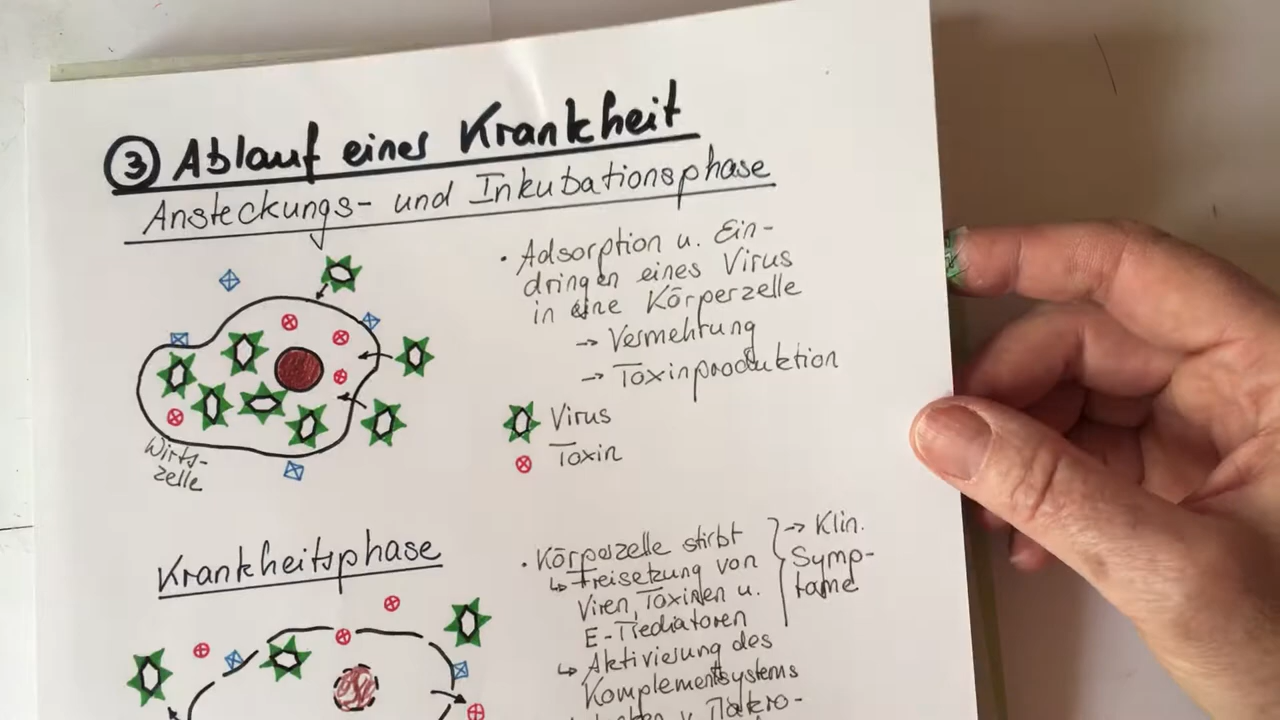 ③ Ablauf einer Krankheit
Ansteckungs- und Inkubationsphase
• Adsorption u. Ein-
dringen eines Virus
in eine Körperzelle
→ Vermehrung
→ Toxinproduktion
Virus
Toxin
Wirts-
zelle
Krankheitsphase
• Körperzelle stirbt
↳ Freisetzung von
Viren, Toxinen u.
E-Mediatoren
→ Klin.
Symp-
tome
↳ Aktivierung des
Komplementsystems
v. Makro-